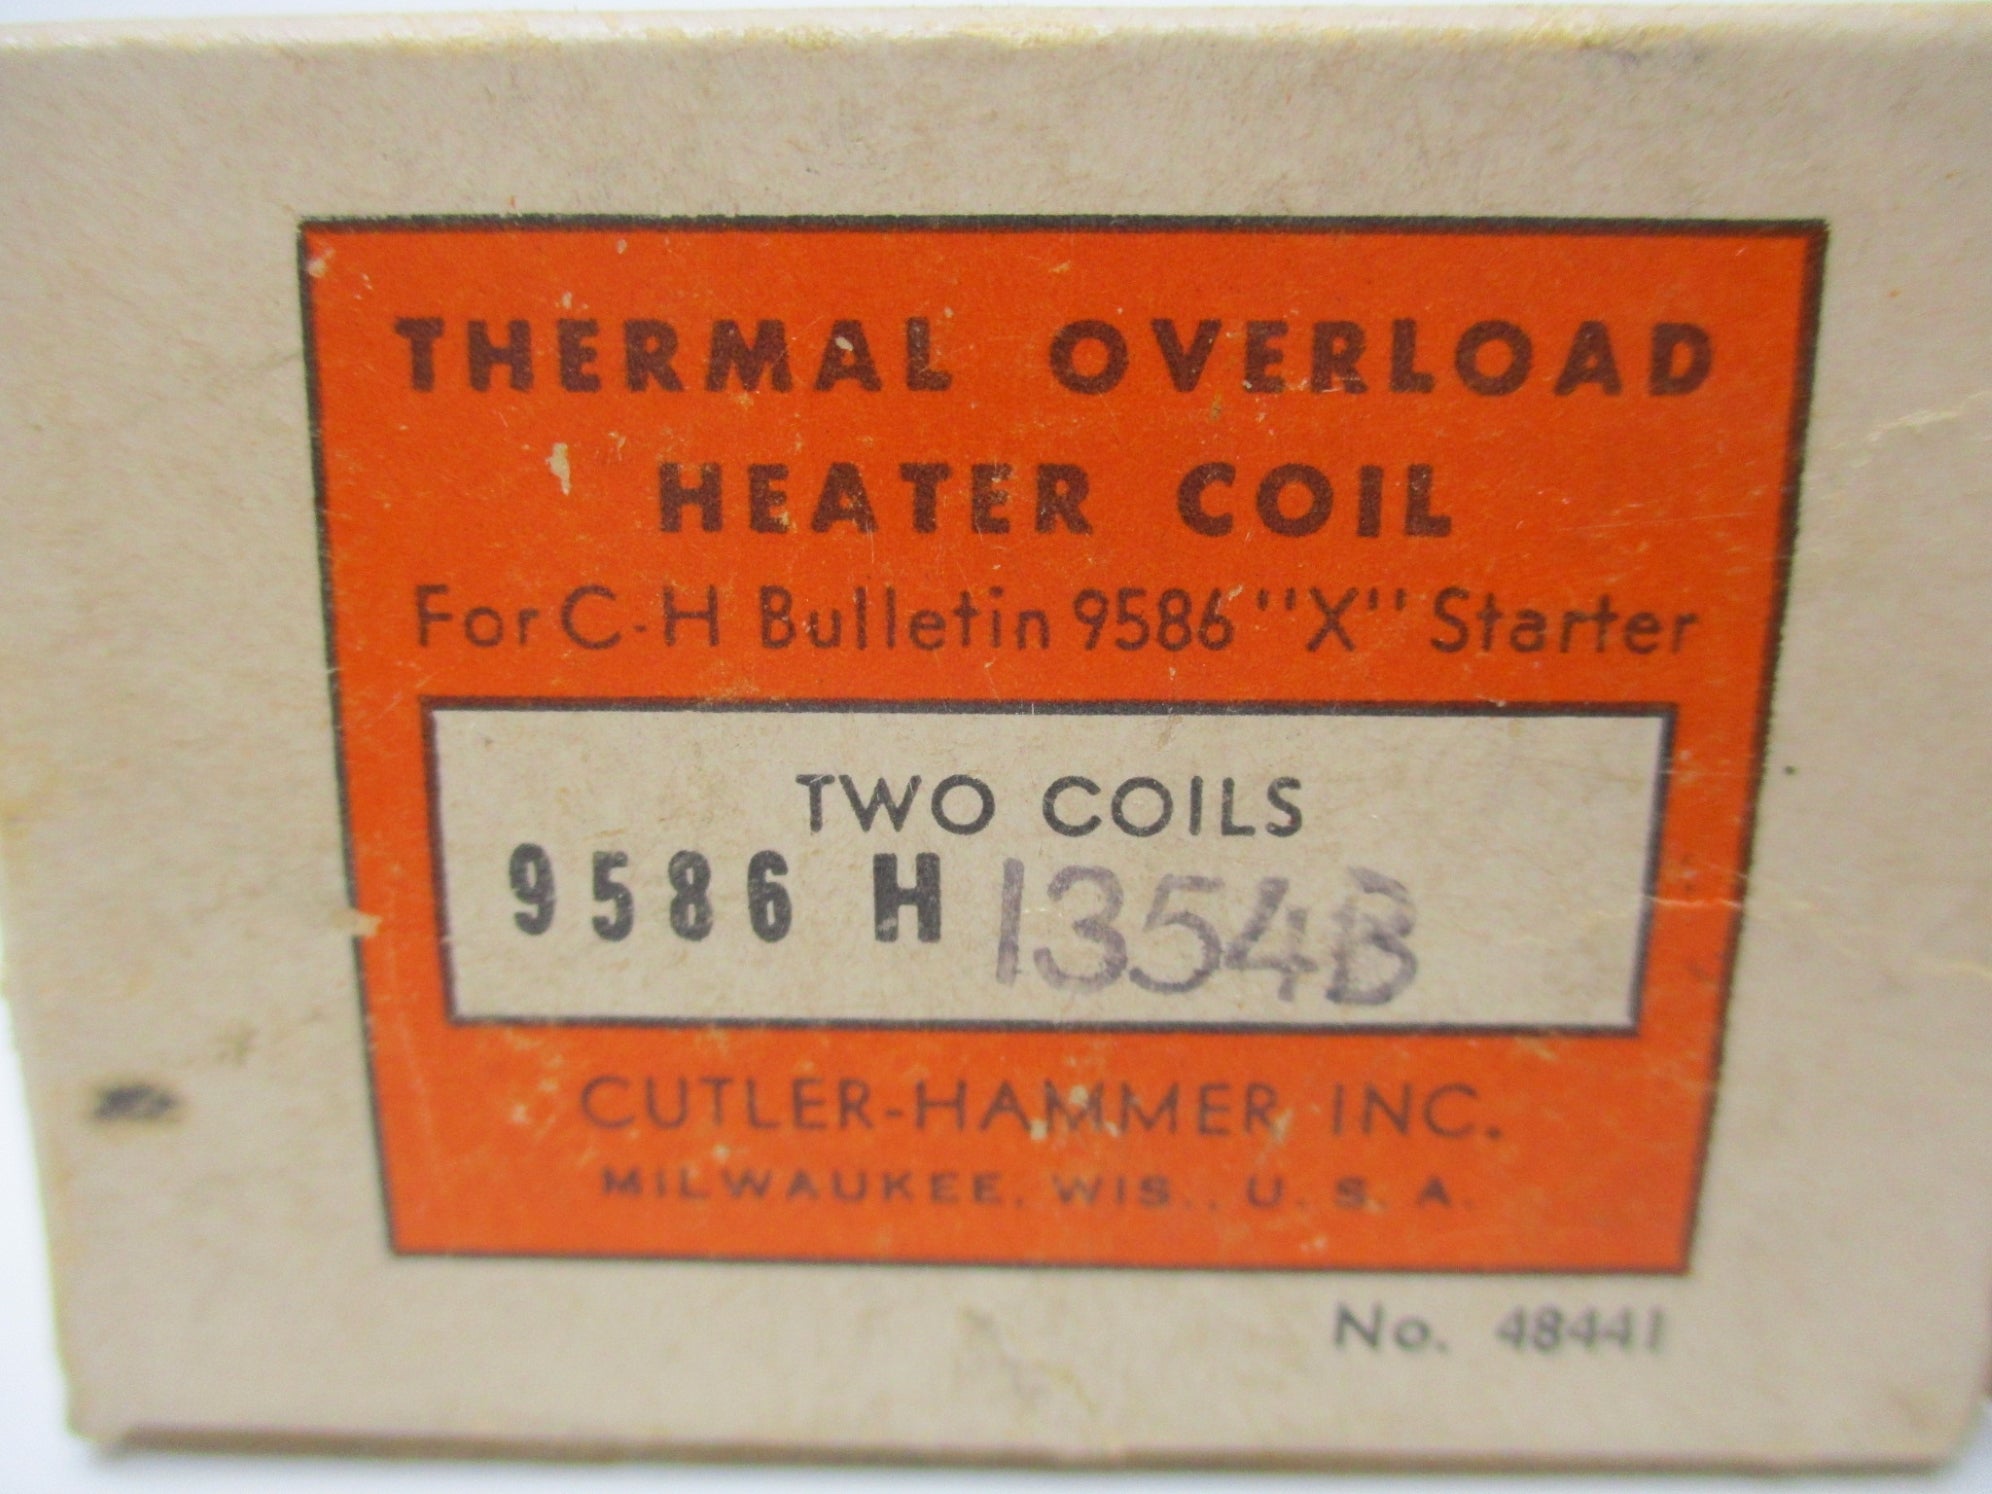 THERMAL OVERLOAD
HEATER COIL
For C-H Bulletin 9586 "X" Starter
TWO COILS
9586 H 1354B
CUTLER-HAMMER, INC.
MILWAUKEE, WIS., U. S. A.
No. 48441